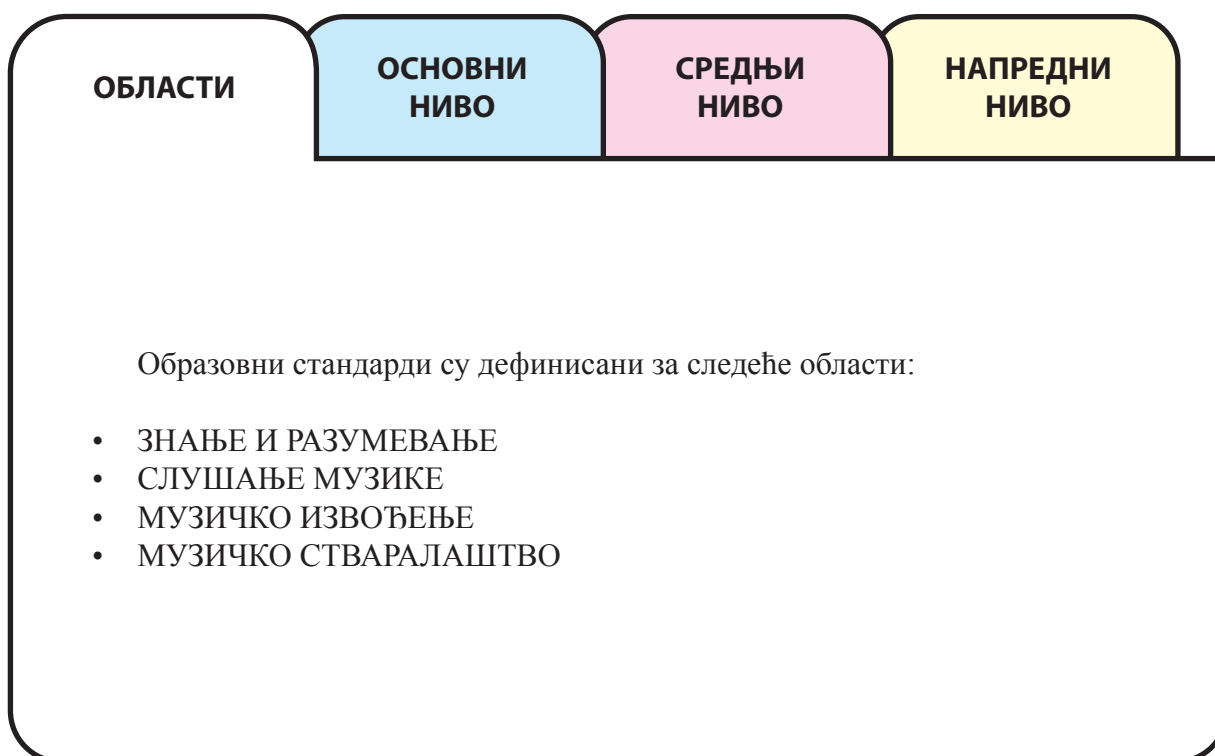 ОБЛАСТИ
ОСНОВНИ
НИВО
СРЕДЊИ
НИВО
НАПРЕДНИ
НИВО
Образовни стандарди су дефинисани за следеће области:
• ЗНАЊЕ И РАЗУМЕВАЊЕ
• СЛУШАЊЕ МУЗИКЕ
• МУЗИЧКО ИЗВОЂЕЊЕ
• МУЗИЧКО СТВАРАЛАШТВО